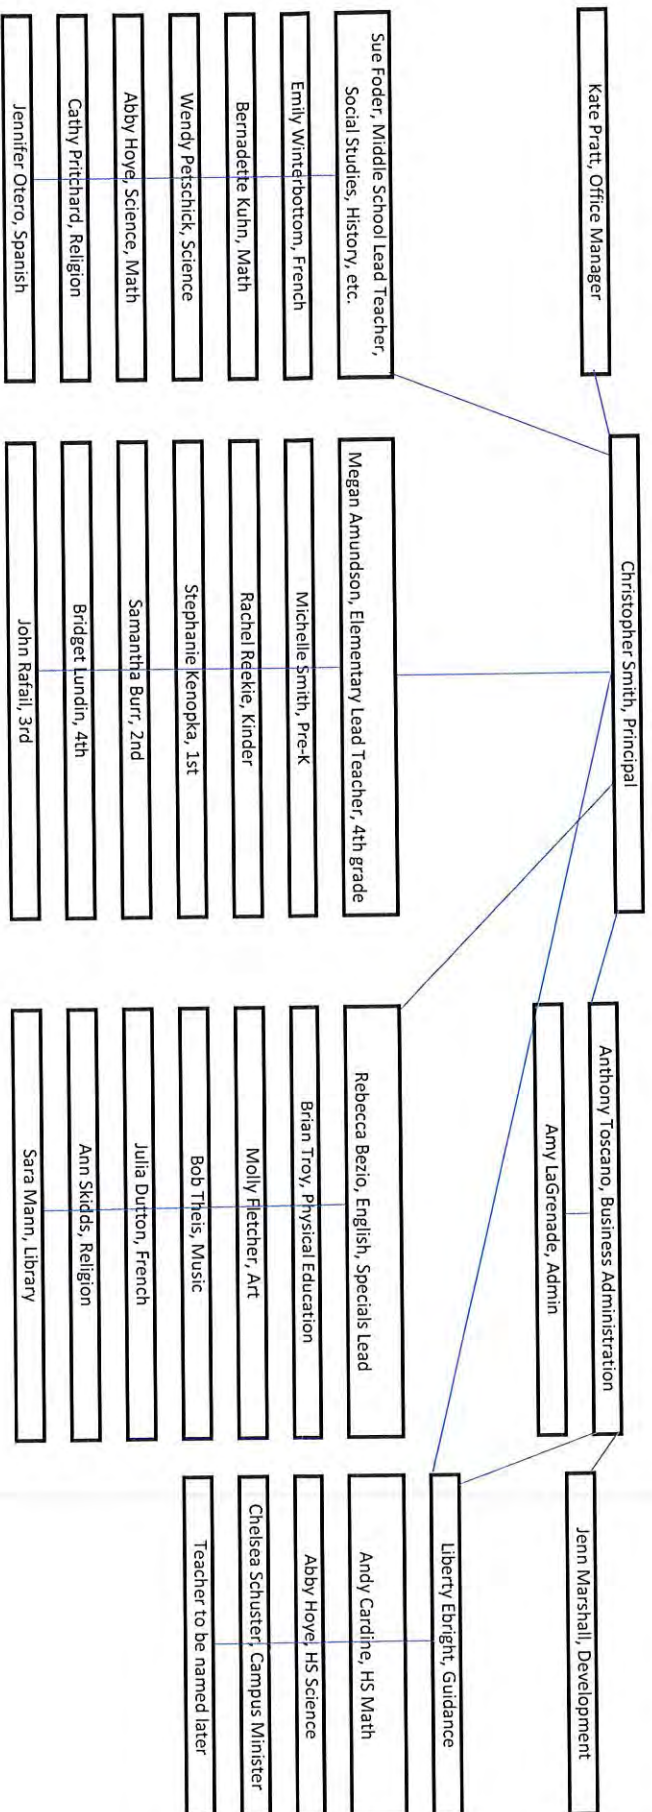 Kate Pratt, Office Manager
Christopher Smith, Principal
Anthony Toscano, Business Administration
Amy LaGrenade, Admin
Jenn Marshall, Development
Sue Foder, Middle School Lead Teacher,
Social Studies, History, etc.
Emily Winterbottom, French
Bernadette Kuhn, Math
Wendy Petschick, Science
Abby Hoye, Science, Math
Cathy Pritchard, Religion
Jennifer Otero, Spanish
Megan Amundson, Elementary Lead Teacher, 4th grade
Michelle Smith, Pre-K
Rachel Reekie, Kinder
Stephanie Kenopka, 1st
Samantha Burr, 2nd
Bridget Lundin, 4th
John Rafail, 3rd
Rebecca Bezio, English, Specials Lead
Brian Troy, Physical Education
Molly Fletcher, Art
Bob Theis, Music
Julia Dutton, French
Ann Skidds, Religion
Sara Mann, Library
Liberty Ebright, Guidance
Andy Cardine, HS Math
Abby Hoye, HS Science
Chelsea Schuster, Campus Minister
Teacher to be named later